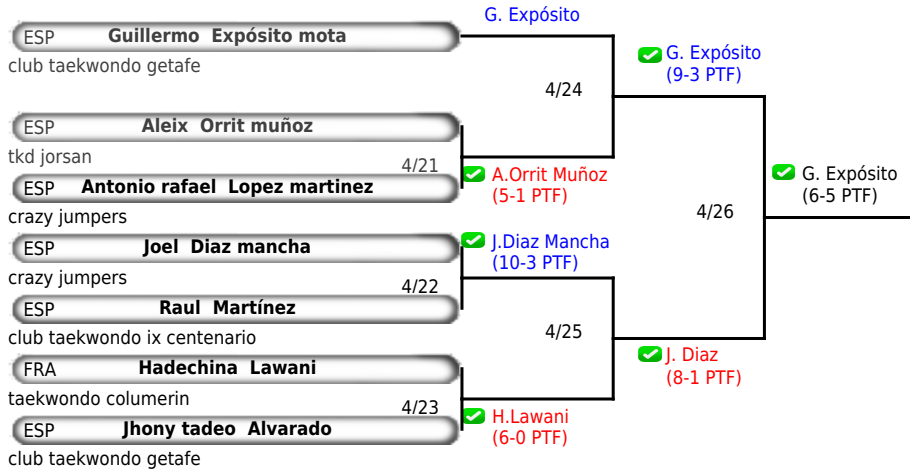 G. Expósito
ESP Guillermo Expósito mota
club taekwondo getafe
G. Expósito
(9-3 PTF)
4/24
ESP Aleix Orrit muñoz
tkd jorsan
4/21
A.Orrit Muñoz
(5-1 PTF)
ESP Antonio rafael Lopez martinez
crazy jumpers
G. Expósito
(6-5 PTF)
4/26
ESP Joel Diaz mancha
crazy jumpers
J.Diaz Mancha
(10-3 PTF)
4/22
ESP Raul Martínez
club taekwondo ix centenario
4/25
J. Diaz
(8-1 PTF)
FRA Hadechina Lawani
taekwondo columerin
4/23
H.Lawani
(6-0 PTF)
ESP Jhony tadeo Alvarado
club taekwondo getafe